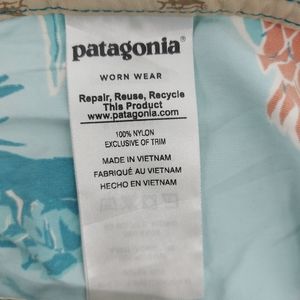 patagonia®
WORN WEAR
Repair, Reuse, Recycle
This Product
www.patagonia.com
100% NYLON
EXCLUSIVE OF TRIM
MADE IN VIETNAM
FABRIQUÉ AU VIETNAM
HECHO EN VIETNAM